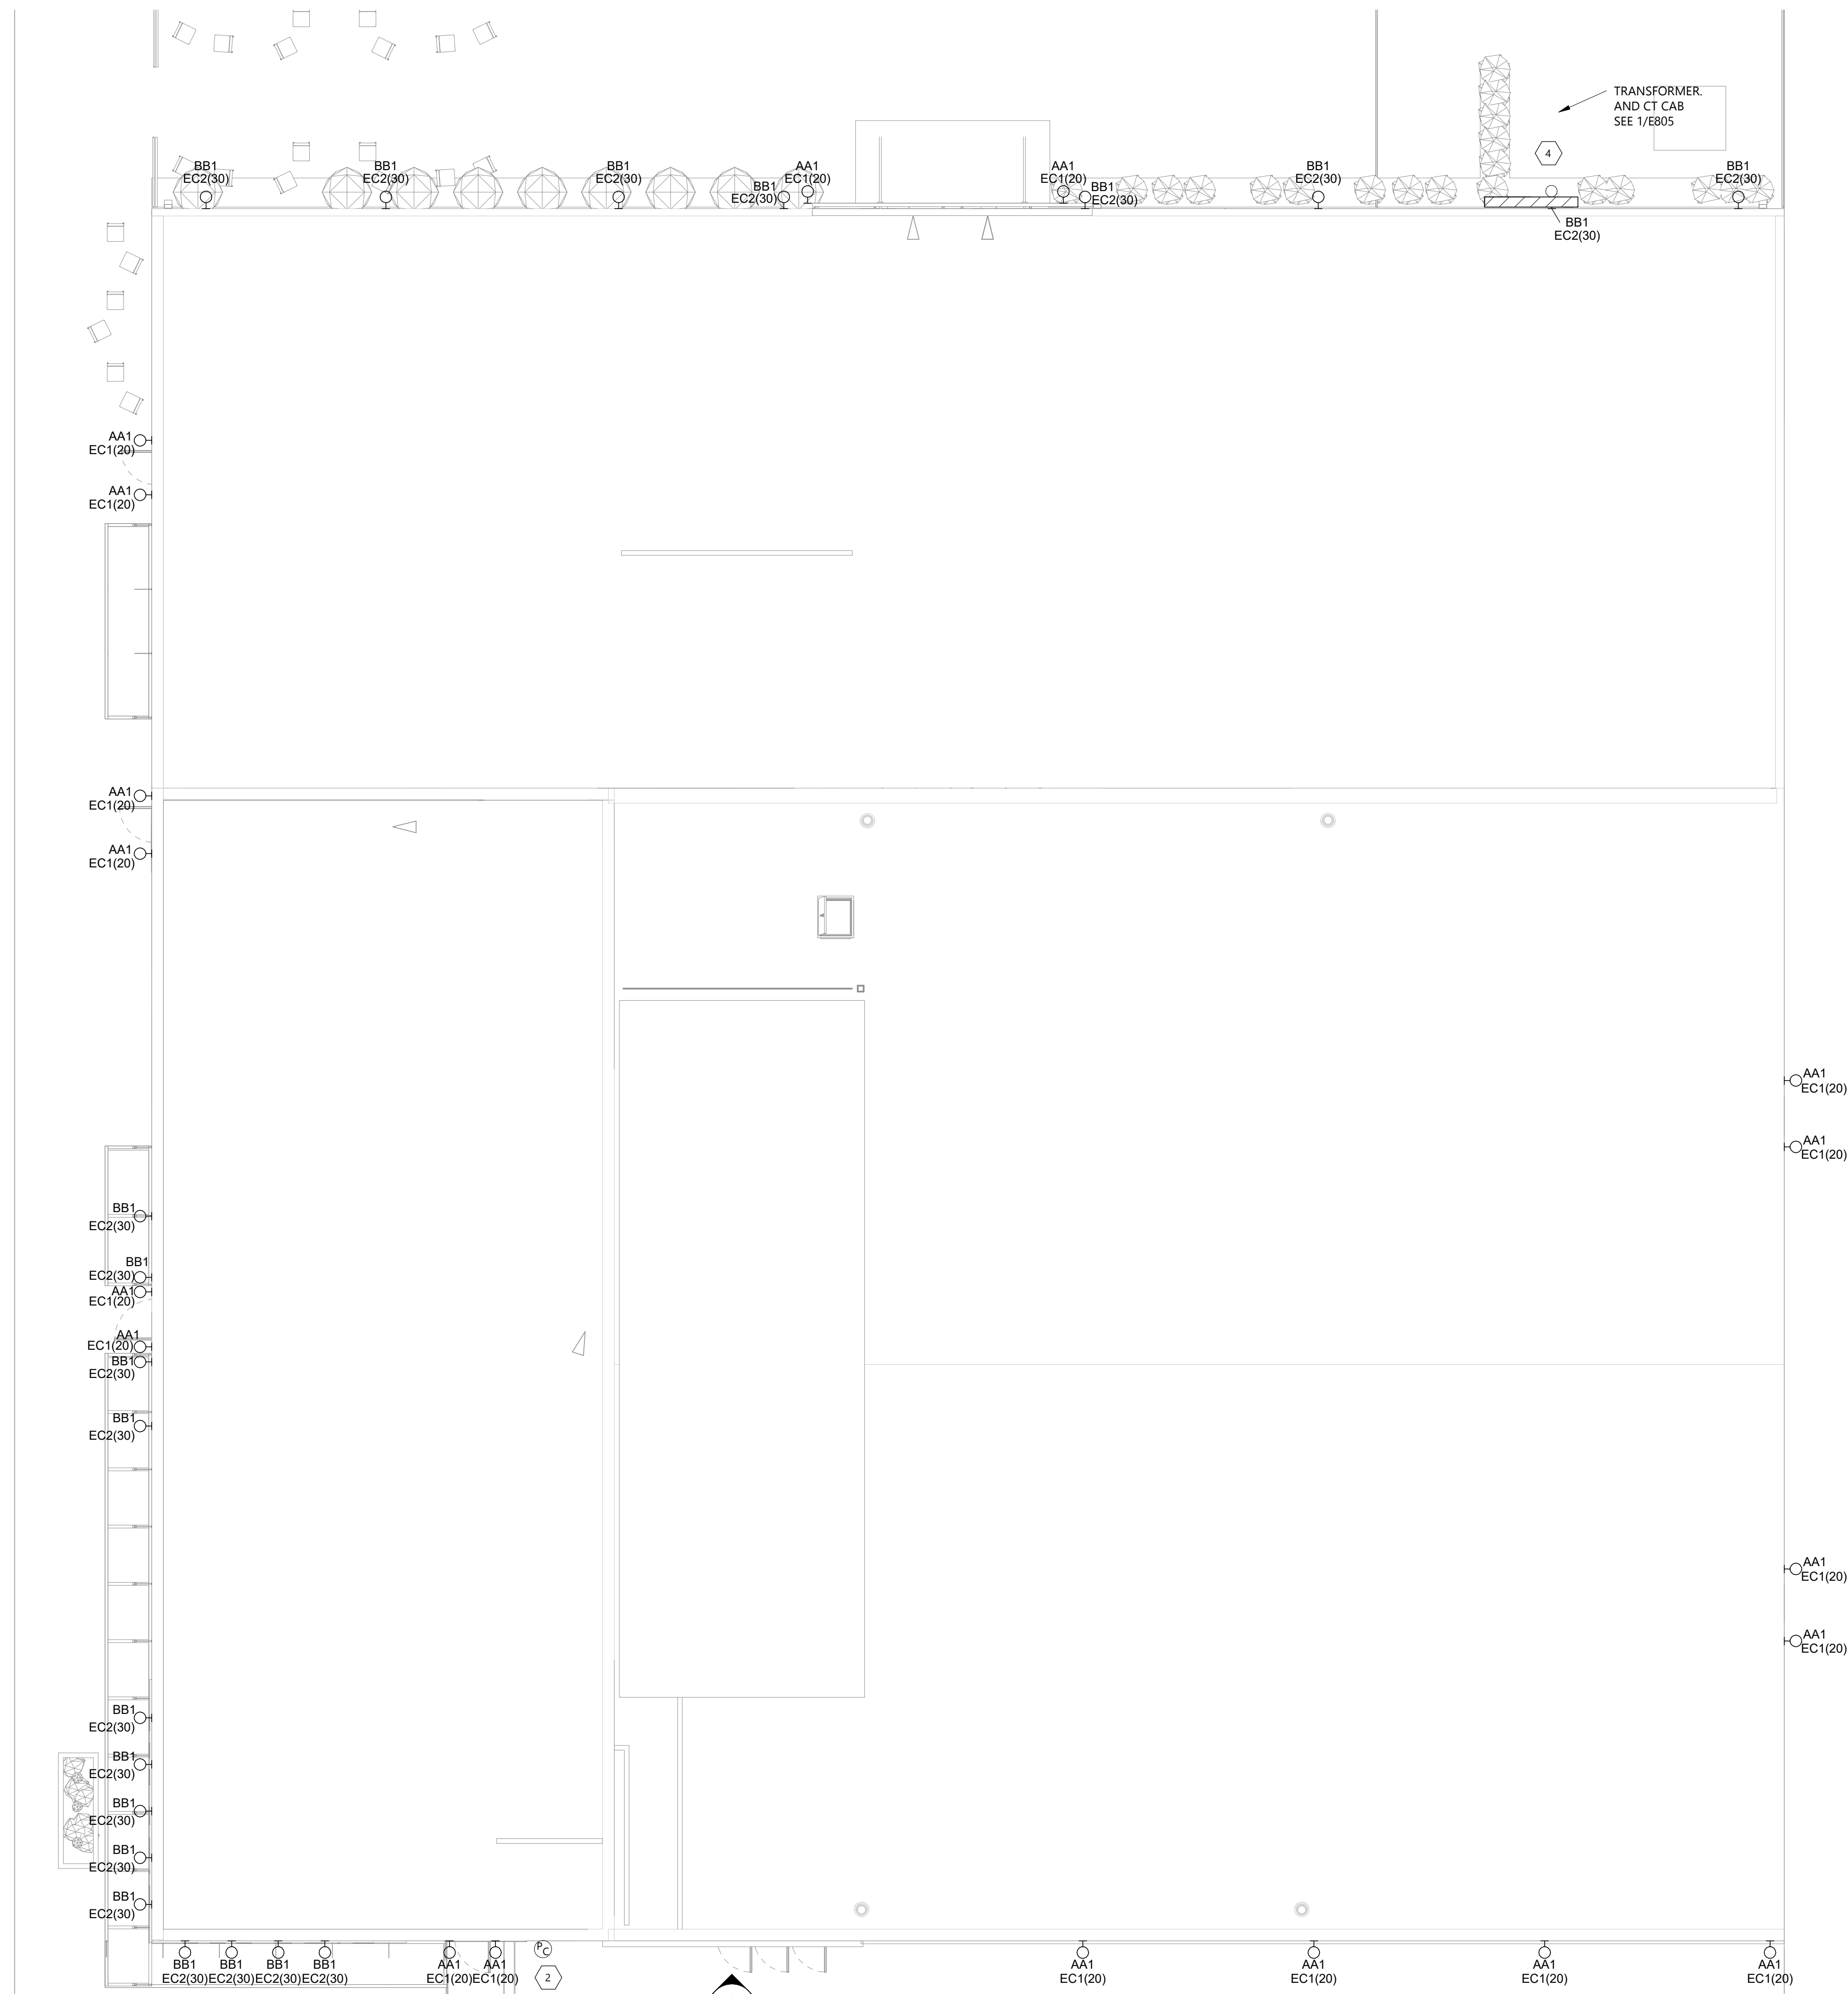 TRANSFORMER.
AND CT CAB
SEE 1/E805
4
BB1
EC2(30)
BB1
EC2(30)
BB1
EC2(30)
BB1
EC2(30)
AA1
EC1(20)
AA1
EC1(20)
BB1
EC2(30)
BB1
EC2(30)
BB1
EC2(30)
BB1
EC2(30)
AA1
EC1(20)
AA1
EC1(20)
AA1
EC1(20)
AA1
EC1(20)
AA1
EC1(20)
AA1
EC1(20)
BB1
EC2(30)
BB1
EC2(30)
AA1
EC1(20)
AA1
EC1(20)
BB1
EC2(30)
BB1
EC2(30)
AA1
EC1(20)
AA1
EC1(20)
BB1
EC2(30)
BB1
EC2(30)
BB1
EC2(30)
BB1
EC2(30)
BB1
EC2(30)
BB1
EC2(30)
BB1
EC2(30)
BB1
EC2(30)
BB1
EC2(30)
AA1
EC1(20)
AA1
EC1(20)
PC
2
AA1
EC1(20)
AA1
EC1(20)
AA1
EC1(20)
AA1
EC1(20)